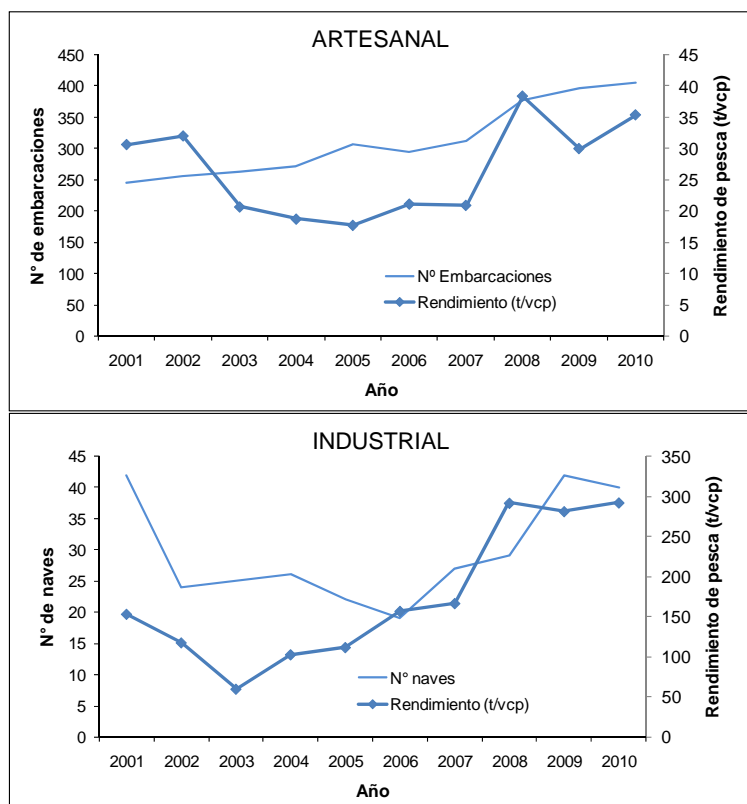 ARTESANAL
N° de embarcaciones
450
400
350
300
250
200
150
100
50
0
45
40
35
30
25
20
15
10
5
0
Rendimiento de pesca (t/vcp)
Nº Embarcaciones
Rendimiento (t/vcp)
2001 2002 2003 2004 2005 2006 2007 2008 2009 2010
Año
INDUSTRIAL
N° de naves
45
40
35
30
25
20
15
10
5
0
350
300
250
200
150
100
50
0
Rendimiento de pesca (t/vcp)
N° naves
Rendimiento (t/vcp)
2001 2002 2003 2004 2005 2006 2007 2008 2009 2010
Año